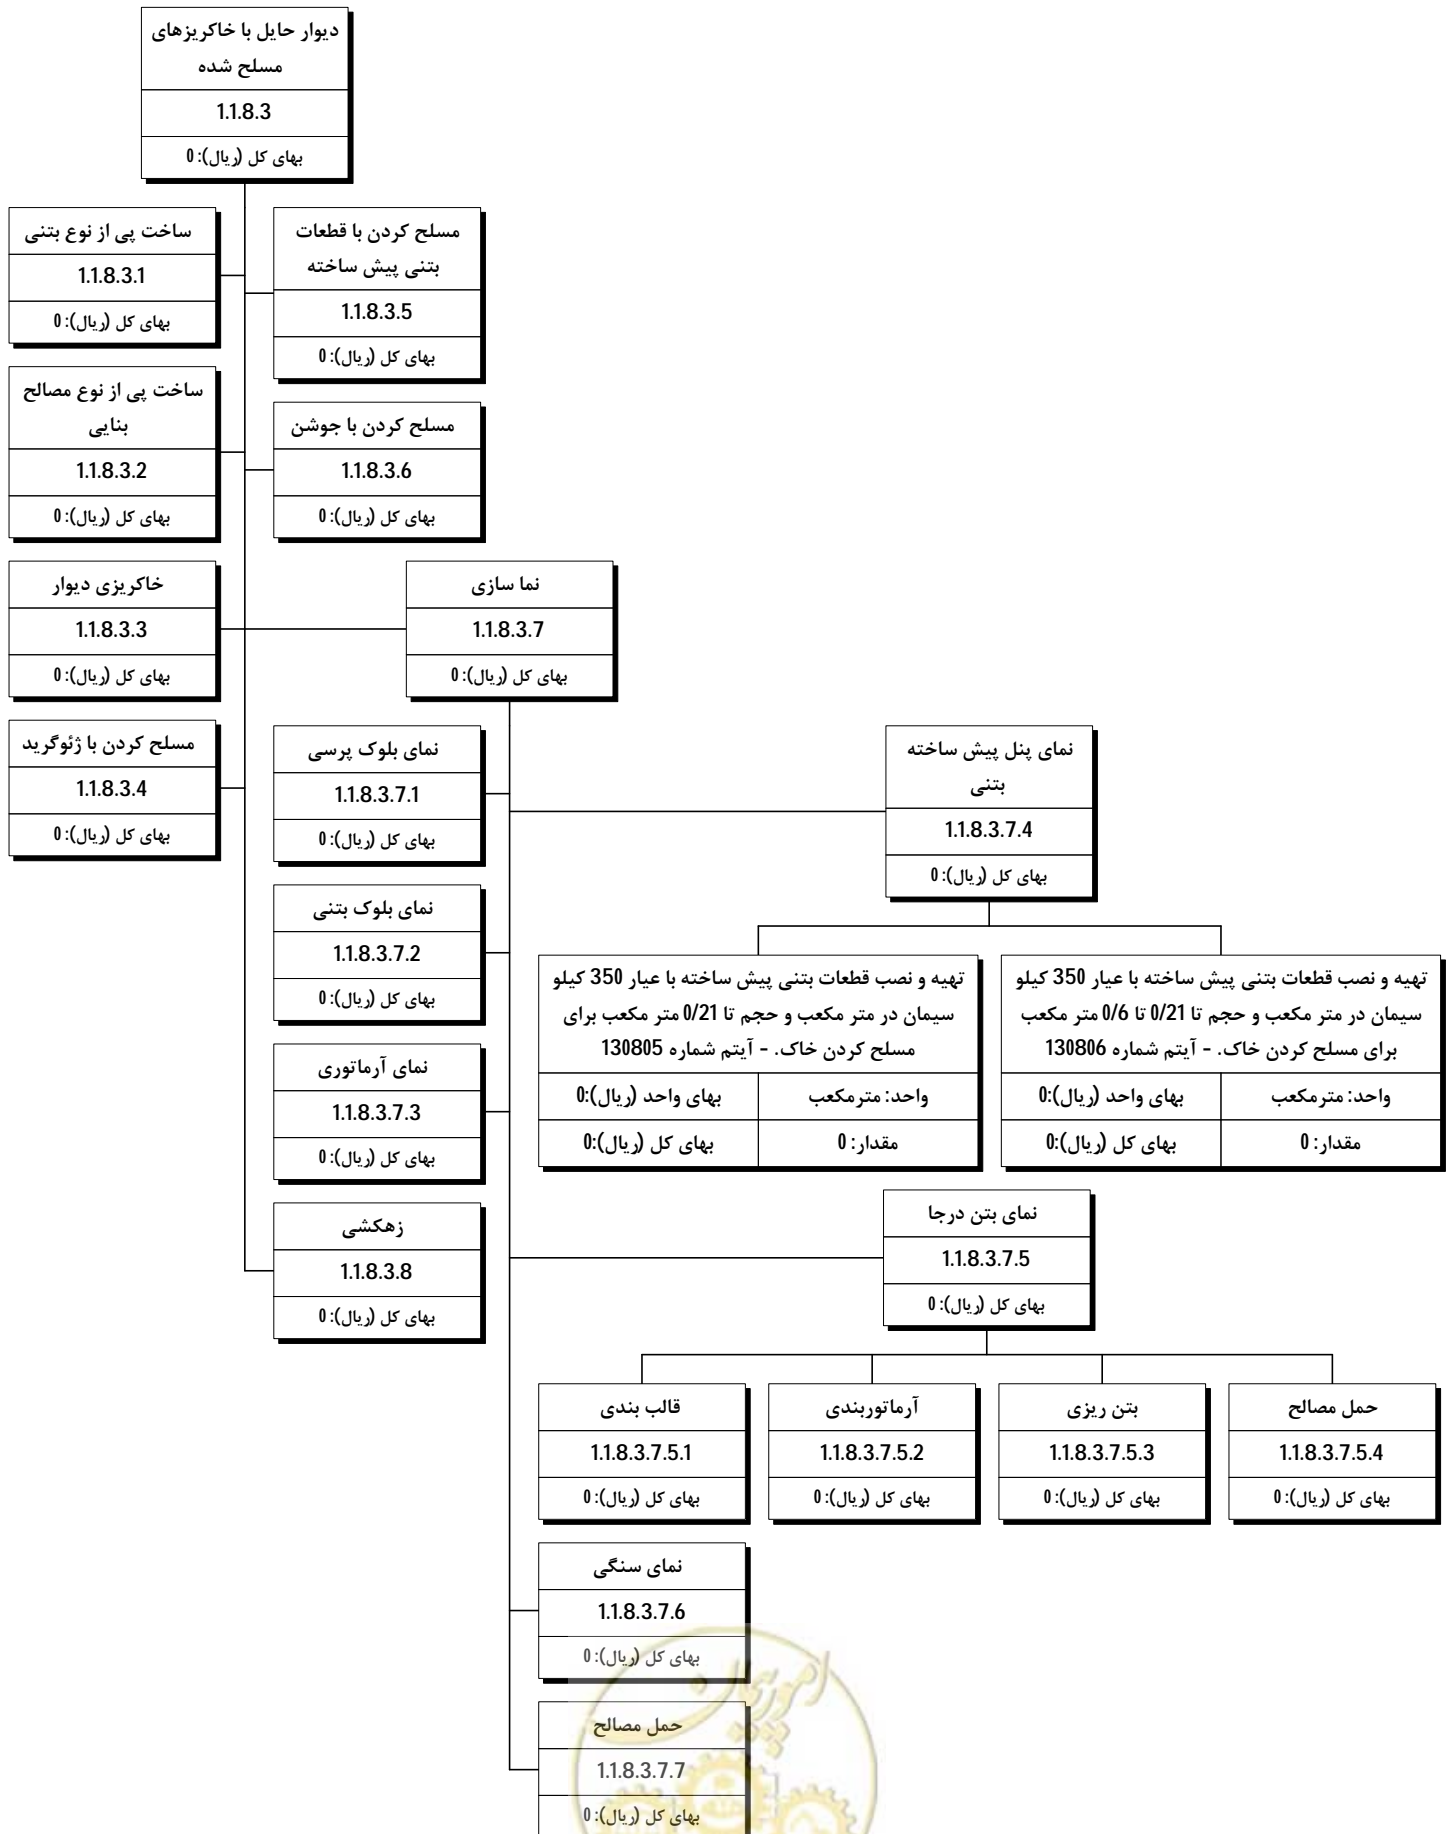 دیوار حایل با خاکریزهای
مسلح شده
1.1.8.3
بهای کل (ریال): 0
ساخت پی از نوع بتنی
1.1.8.3.1
بهای کل (ریال): 0
ساخت پی از نوع مصالح
بنایی
1.1.8.3.2
بهای کل (ریال): 0
خاکریزی دیوار
1.1.8.3.3
بهای کل (ریال): 0
مسلح کردن با ژئوگرید
1.1.8.3.4
بهای کل (ریال): 0
مسلح کردن با قطعات
بتنی پیش ساخته
1.1.8.3.5
بهای کل (ریال): 0
مسلح کردن با جوشن
1.1.8.3.6
بهای کل (ریال): 0
نما سازی
1.1.8.3.7
بهای کل (ریال): 0
نمای بلوک پرسی
1.1.8.3.7.1
بهای کل (ریال): 0
نمای بلوک بتنی
1.1.8.3.7.2
بهای کل (ریال): 0
نمای آرماتوری
1.1.8.3.7.3
بهای کل (ریال): 0
نمای پنل پیش ساخته
بتنی
1.1.8.3.7.4
بهای کل (ریال): 0
تهیه و نصب قطعات بتنی پیش ساخته با عیار 350 کیلو
سیمان در متر مکعب و حجم تا 0/21 متر مکعب برای
مسلح کردن خاک. - آیتم شماره 130805
واحد: مترمکعب
بهای واحد (ریال):0
مقدار: 0
بهای کل (ریال):0
تهیه و نصب قطعات بتنی پیش ساخته با عیار 350 کیلو
سیمان در متر مکعب و حجم تا 0/21 تا 0/6 متر مکعب
برای مسلح کردن خاک. - آیتم شماره 130806
واحد: مترمکعب
بهای واحد (ریال):0
مقدار: 0
بهای کل (ریال):0
نمای بتن درجا
1.1.8.3.7.5
بهای کل (ریال): 0
قالب بندی
1.1.8.3.7.5.1
بهای کل (ریال): 0
آرماتوربندی
1.1.8.3.7.5.2
بهای کل (ریال): 0
بتن ریزی
1.1.8.3.7.5.3
بهای کل (ریال): 0
حمل مصالح
1.1.8.3.7.5.4
بهای کل (ریال): 0
نمای سنگی
1.1.8.3.7.6
بهای کل (ریال): 0
حمل مصالح
1.1.8.3.7.7
بهای کل (ریال): 0
زهکشی
1.1.8.3.8
بهای کل (ریال): 0
امور پیمان